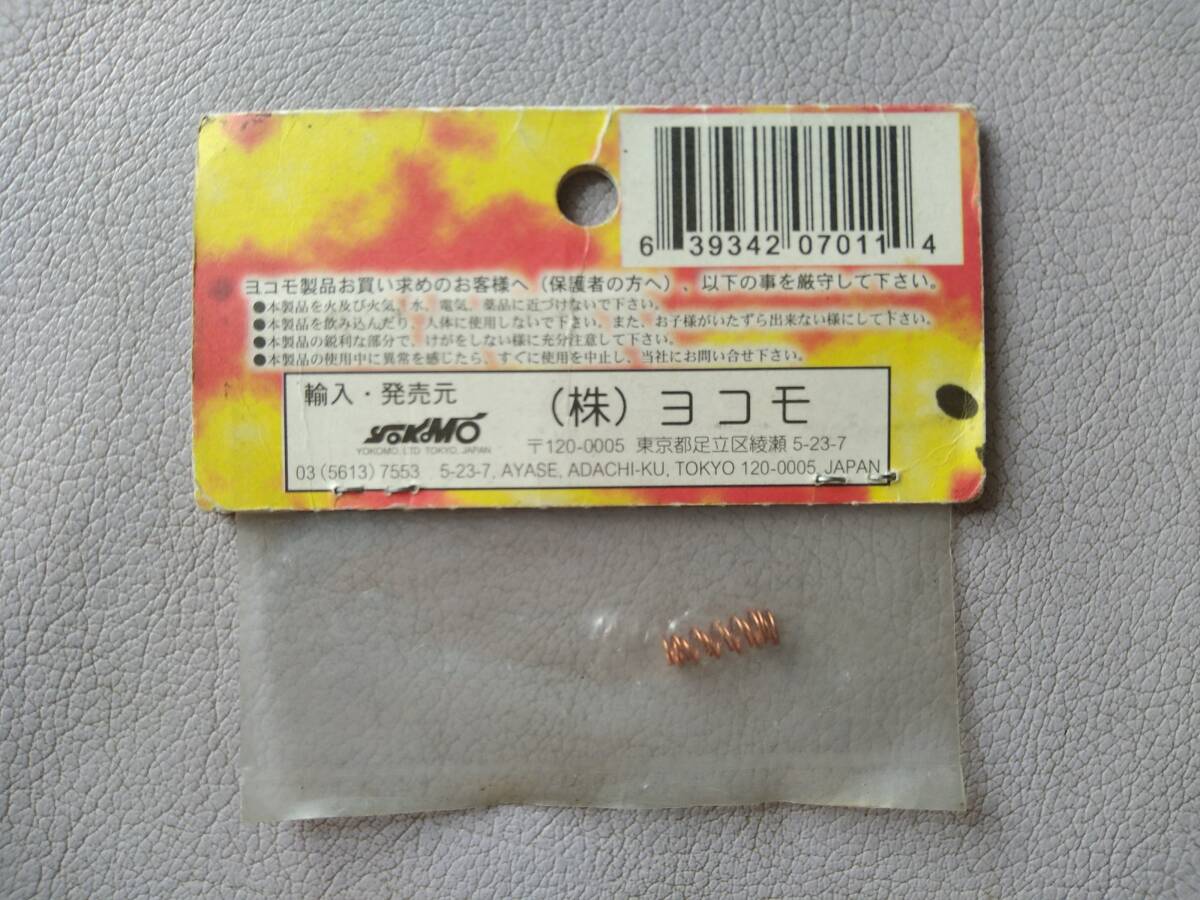 6 39342 07011 4
ヨコモ製品お買い求めのお客様へ（保護者の方へ）、以下の事を厳守して下さい。
●本製品を火及び火気、水、電気、薬品に近づけないで下さい。
●本製品を飲み込んだり、人体に使用しないで下さい。また、お子様がいたずら出来ない様にして下さい。
●本製品の鋭利な部分で、けがをしない様に充分注意して下さい。
●本製品の使用中に異常を感じたら、すぐに使用を中止し、当社にお問い合せ下さい。
輸入・発売元
（株）ヨコモ
YOKOMO
YOKOMO, LTD TOKYO, JAPAN
〒120-0005 東京都足立区綾瀬 5-23-7
03 (5613) 7553 5-23-7, AYASE, ADACHI-KU, TOKYO 120-0005, JAPAN